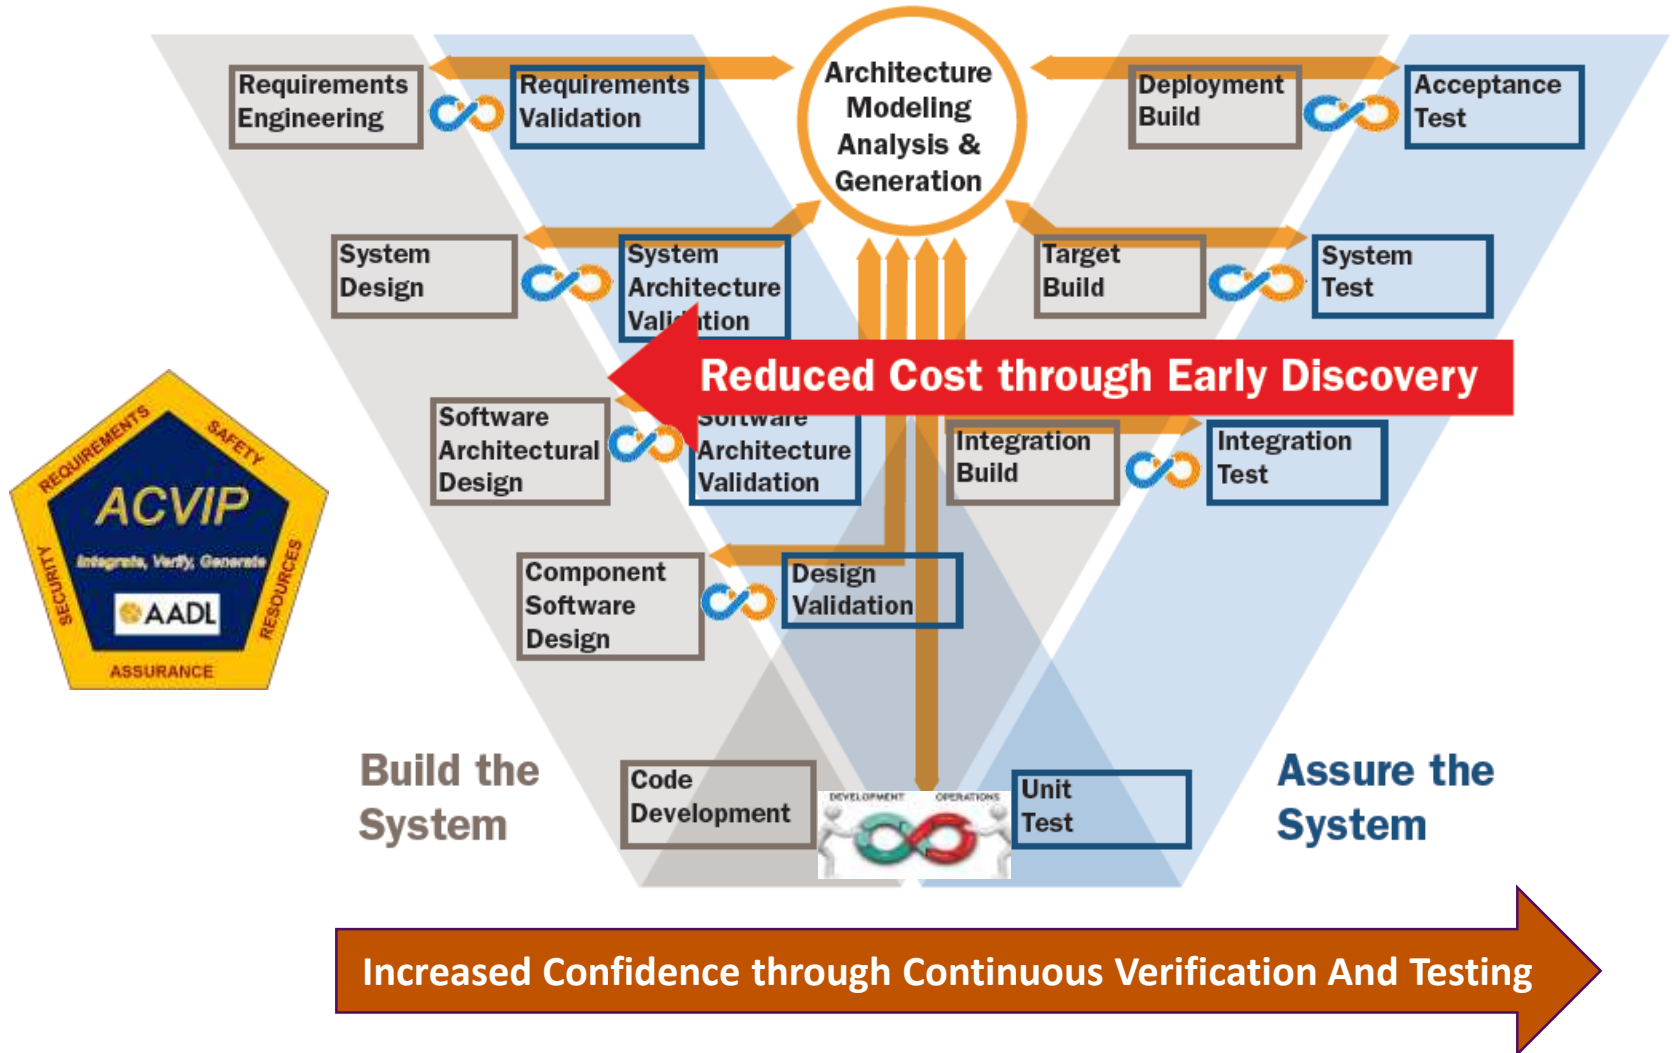 Architecture
Modeling
Analysis &
Generation
Requirements
Engineering
Requirements
Validation
Deployment
Build
Acceptance
Test
System
Design
System
Architecture
Validation
Target
Build
System
Test
Reduced Cost through Early Discovery
Software
Architectural
Design
Software
Architecture
Validation
Integration
Build
Integration
Test
REQUIREMENTS
SAFETY
SECURITY
RESOURCES
ASSURANCE
ACVIP
Integrate, Verify, Generate
AADL
Component
Software
Design
Design
Validation
Build the
System
Code
Development
DEVELOPMENT
OPERATIONS
Unit
Test
Assure the
System
Increased Confidence through Continuous Verification And Testing